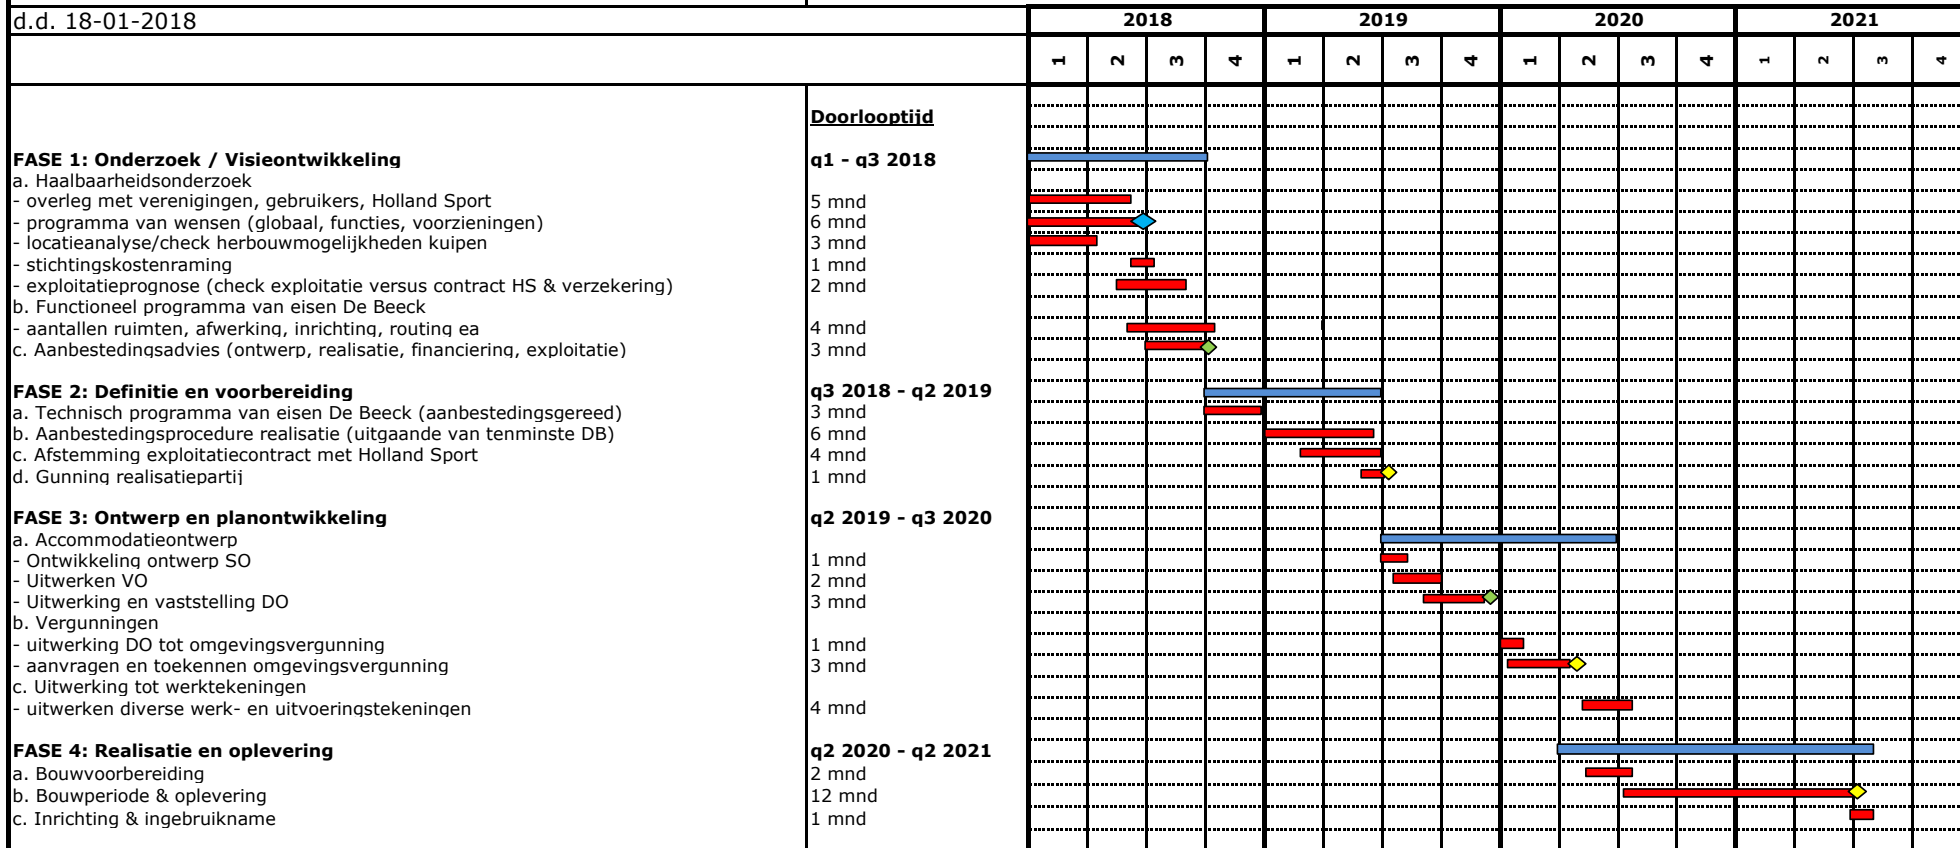 d.d. 18-01-2018 2018 2019 2020 2021
1 2 3 4 1 2 3 4 1 2 3 4 1 2 3 4
Doorlooptijd
FASE 1: Onderzoek / Visieontwikkeling q1 - q3 2018
a. Haalbaarheidsonderzoek
- overleg met verenigingen, gebruikers, Holland Sport 5 mnd
- programma van wensen (globaal, functies, voorzieningen) 6 mnd
- locatieanalyse/check herbouwmogelijkheden kuipen 3 mnd
- stichtingskostenraming 1 mnd
- exploitatieprognose (check exploitatie versus contract HS & verzekering) 2 mnd
b. Functioneel programma van eisen De Beeck
- aantallen ruimten, afwerking, inrichting, routing ea 4 mnd
c. Aanbestedingsadvies (ontwerp, realisatie, financiering, exploitatie) 3 mnd
FASE 2: Definitie en voorbereiding q3 2018 - q2 2019
a. Technisch programma van eisen De Beeck (aanbestedingsgereed) 3 mnd
b. Aanbestedingsprocedure realisatie (uitgaande van tenminste DB) 6 mnd
c. Afstemming exploitatiecontract met Holland Sport 4 mnd
d. Gunning realisatiepartij 1 mnd
FASE 3: Ontwerp en planontwikkeling q2 2019 - q3 2020
a. Accommodatieontwerp
- Ontwikkeling ontwerp SO 1 mnd
- Uitwerken VO 2 mnd
- Uitwerking en vaststelling DO 3 mnd
b. Vergunningen
- uitwerking DO tot omgevingsvergunning 1 mnd
- aanvragen en toekennen omgevingsvergunning 3 mnd
c. Uitwerking tot werktekeningen
- uitwerken diverse werk- en uitvoeringstekeningen 4 mnd
FASE 4: Realisatie en oplevering q2 2020 - q2 2021
a. Bouwvoorbereiding 2 mnd
b. Bouwperiode & oplevering 12 mnd
c. Inrichting & ingebruikname 1 mnd